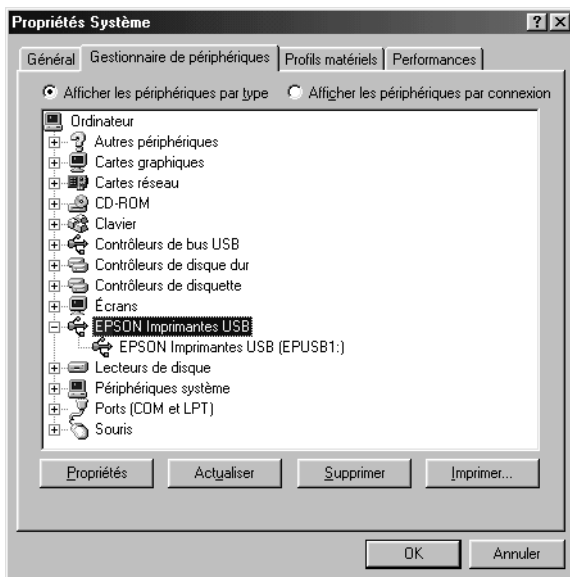 Propriétés Système
Général Gestionnaire de périphériques Profils matériels Performances
Afficher les périphériques par type Afficher les périphériques par connexion
Ordinateur
Autres périphériques
Cartes graphiques
Cartes réseau
CD-ROM
Clavier
Contrôleurs de bus USB
Contrôleurs de disque dur
Contrôleurs de disquette
Écrans
EPSON Imprimantes USB
EPSON Imprimantes USB (EPUSB1:)
Lecteurs de disque
Périphériques système
Ports (COM et LPT)
Souris
Propriétés Actualiser Supprimer Imprimer...
OK Annuler